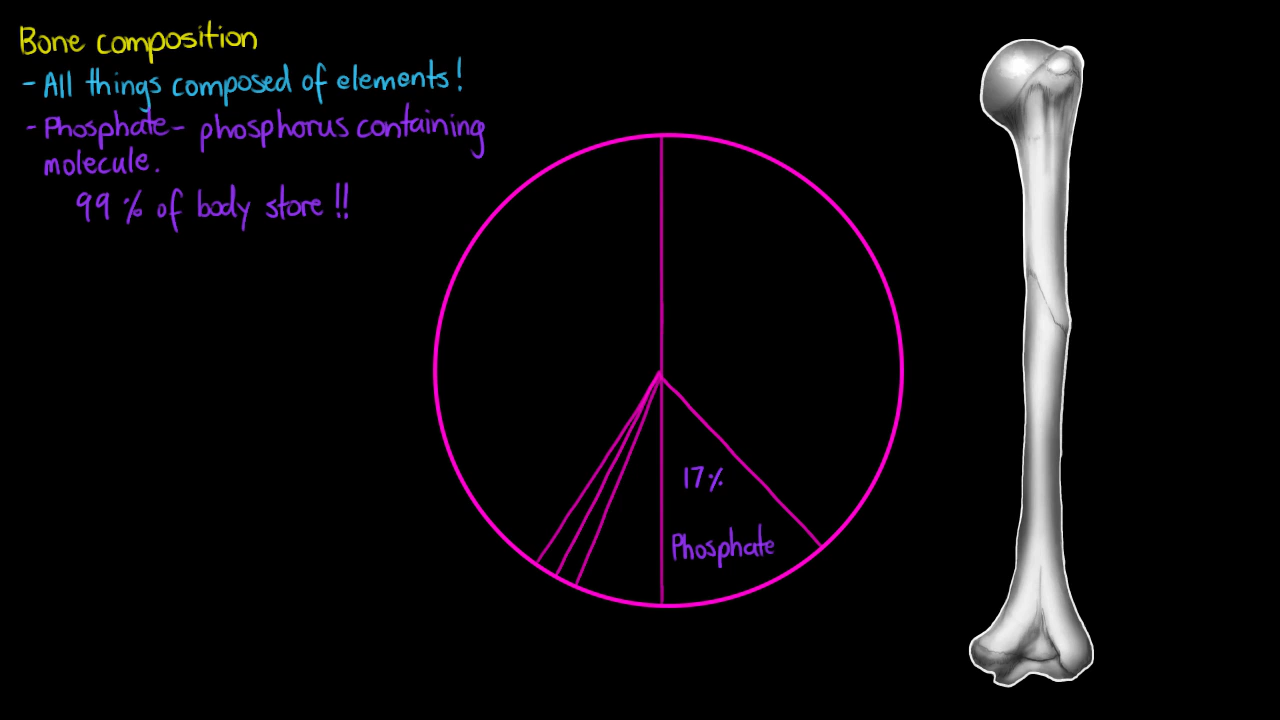 Bone composition
- All things composed of elements!
- Phosphate - phosphorus containing
molecule.
99 % of body store !!
17%
Phosphate